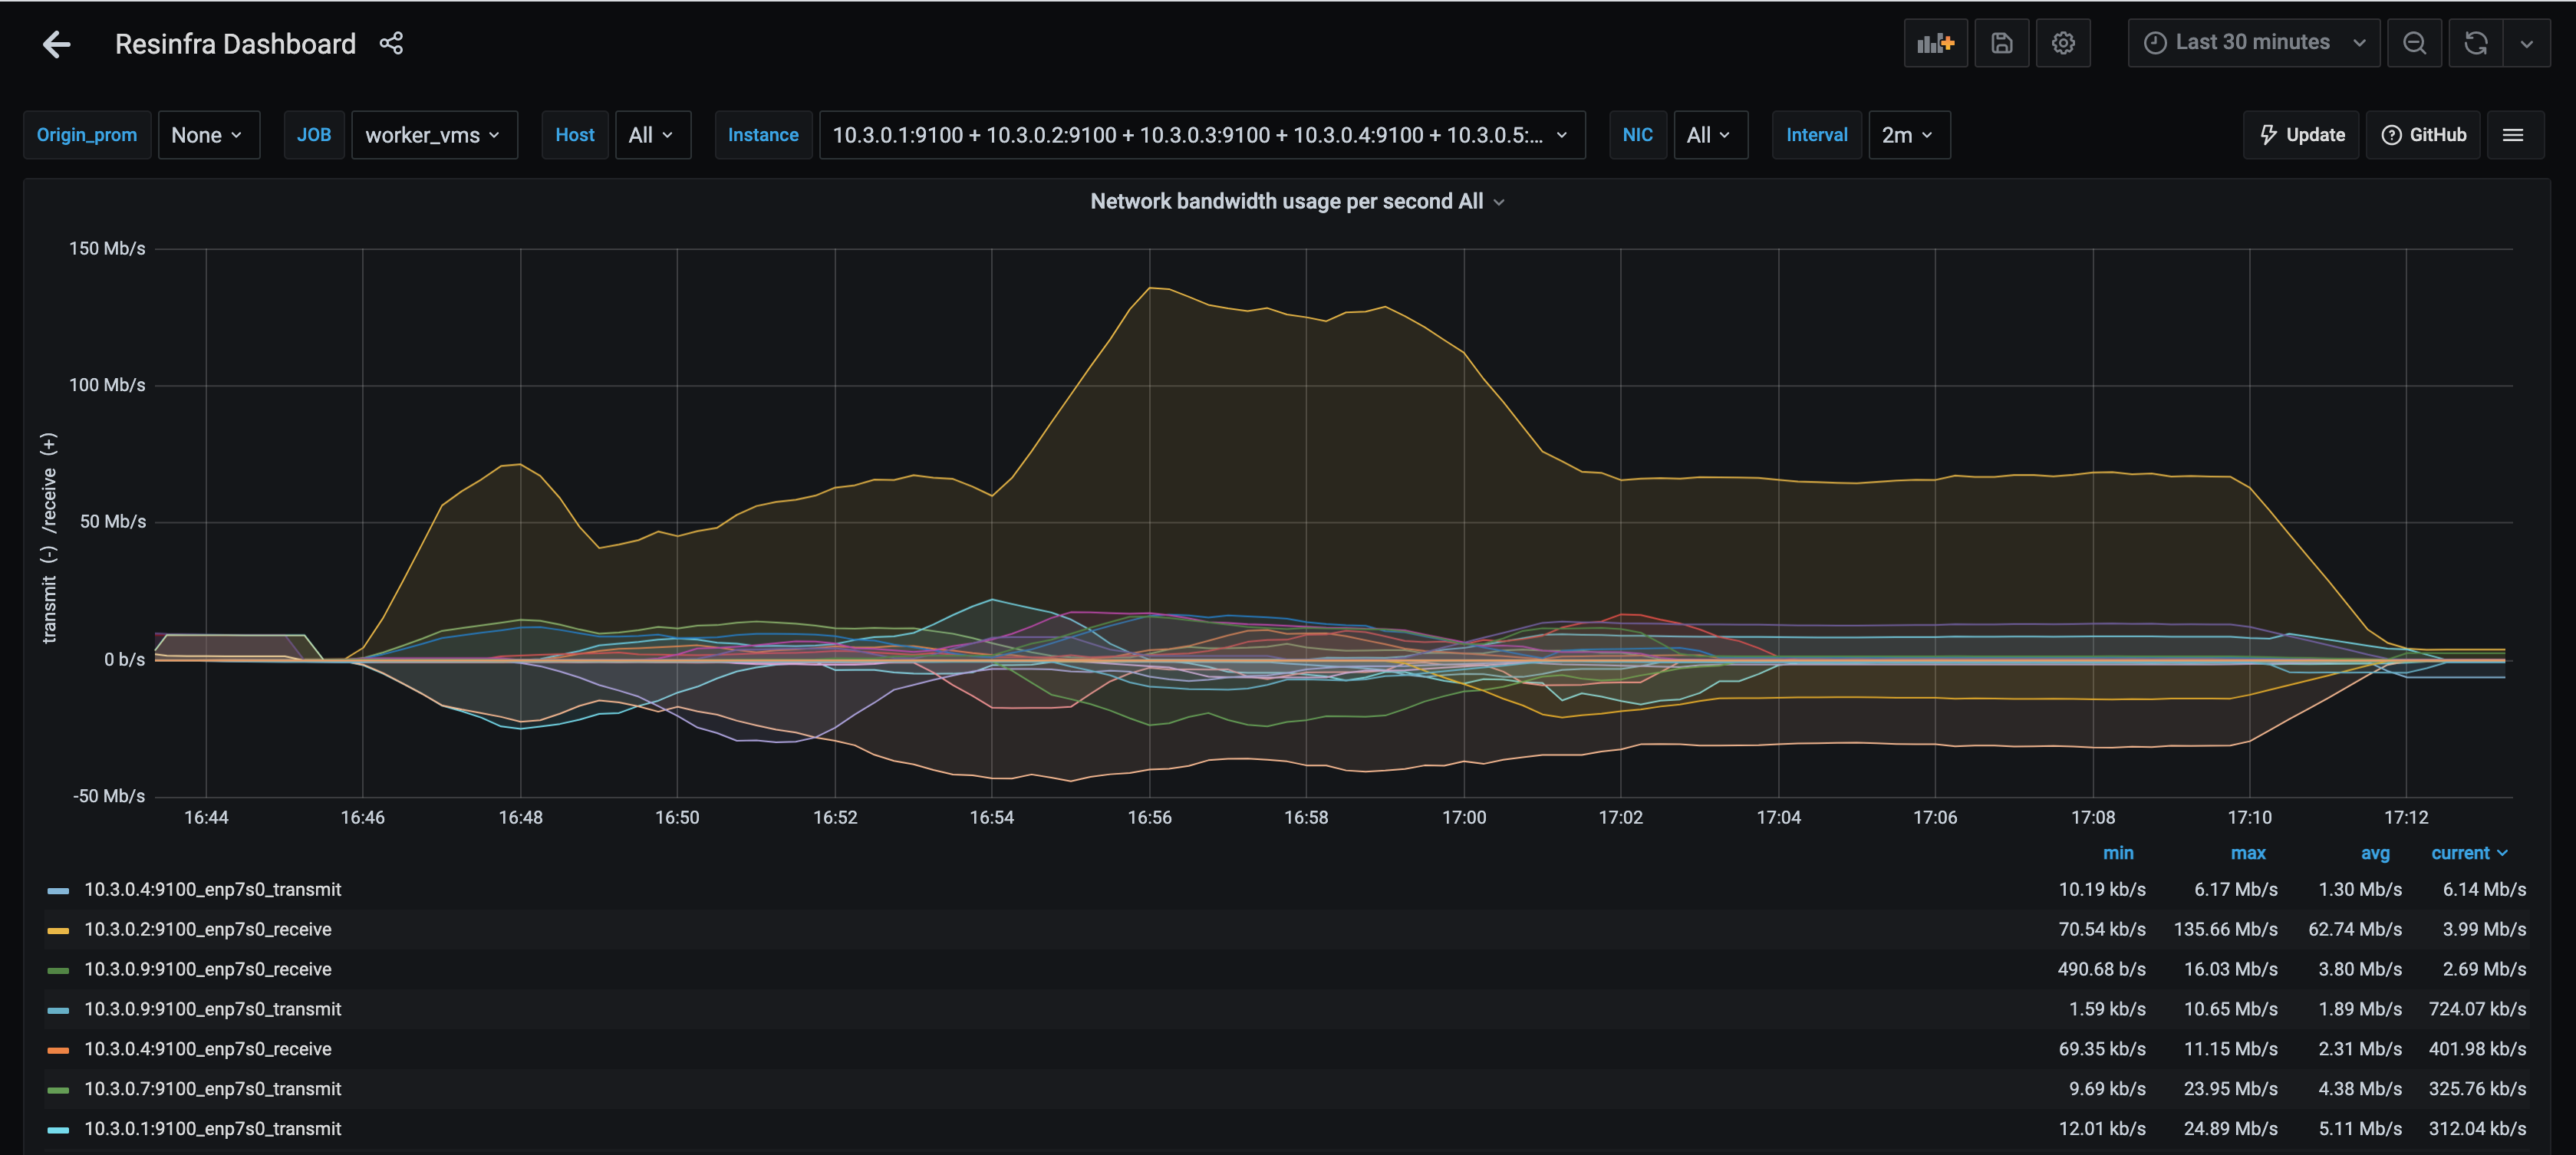 Resinfra Dashboard
Last 30 minutes
Origin_prom None JOB worker_vms Host All Instance 10.3.0.1:9100 + 10.3.0.2:9100 + 10.3.0.3:9100 + 10.3.0.4:9100 + 10.3.0.5:... NIC All Interval 2m Update GitHub
Network bandwidth usage per second All
transmit (-) /receive (+)
150 Mb/s
100 Mb/s
50 Mb/s
0 b/s
-50 Mb/s
16:44 16:46 16:48 16:50 16:52 16:54 16:56 16:58 17:00 17:02 17:04 17:06 17:08 17:10 17:12
min max avg current
10.3.0.4:9100_enp7s0_transmit 10.19 kb/s 6.17 Mb/s 1.30 Mb/s 6.14 Mb/s
10.3.0.2:9100_enp7s0_receive 70.54 kb/s 135.66 Mb/s 62.74 Mb/s 3.99 Mb/s
10.3.0.9:9100_enp7s0_receive 490.68 b/s 16.03 Mb/s 3.80 Mb/s 2.69 Mb/s
10.3.0.9:9100_enp7s0_transmit 1.59 kb/s 10.65 Mb/s 1.89 Mb/s 724.07 kb/s
10.3.0.4:9100_enp7s0_receive 69.35 kb/s 11.15 Mb/s 2.31 Mb/s 401.98 kb/s
10.3.0.7:9100_enp7s0_transmit 9.69 kb/s 23.95 Mb/s 4.38 Mb/s 325.76 kb/s
10.3.0.1:9100_enp7s0_transmit 12.01 kb/s 24.89 Mb/s 5.11 Mb/s 312.04 kb/s